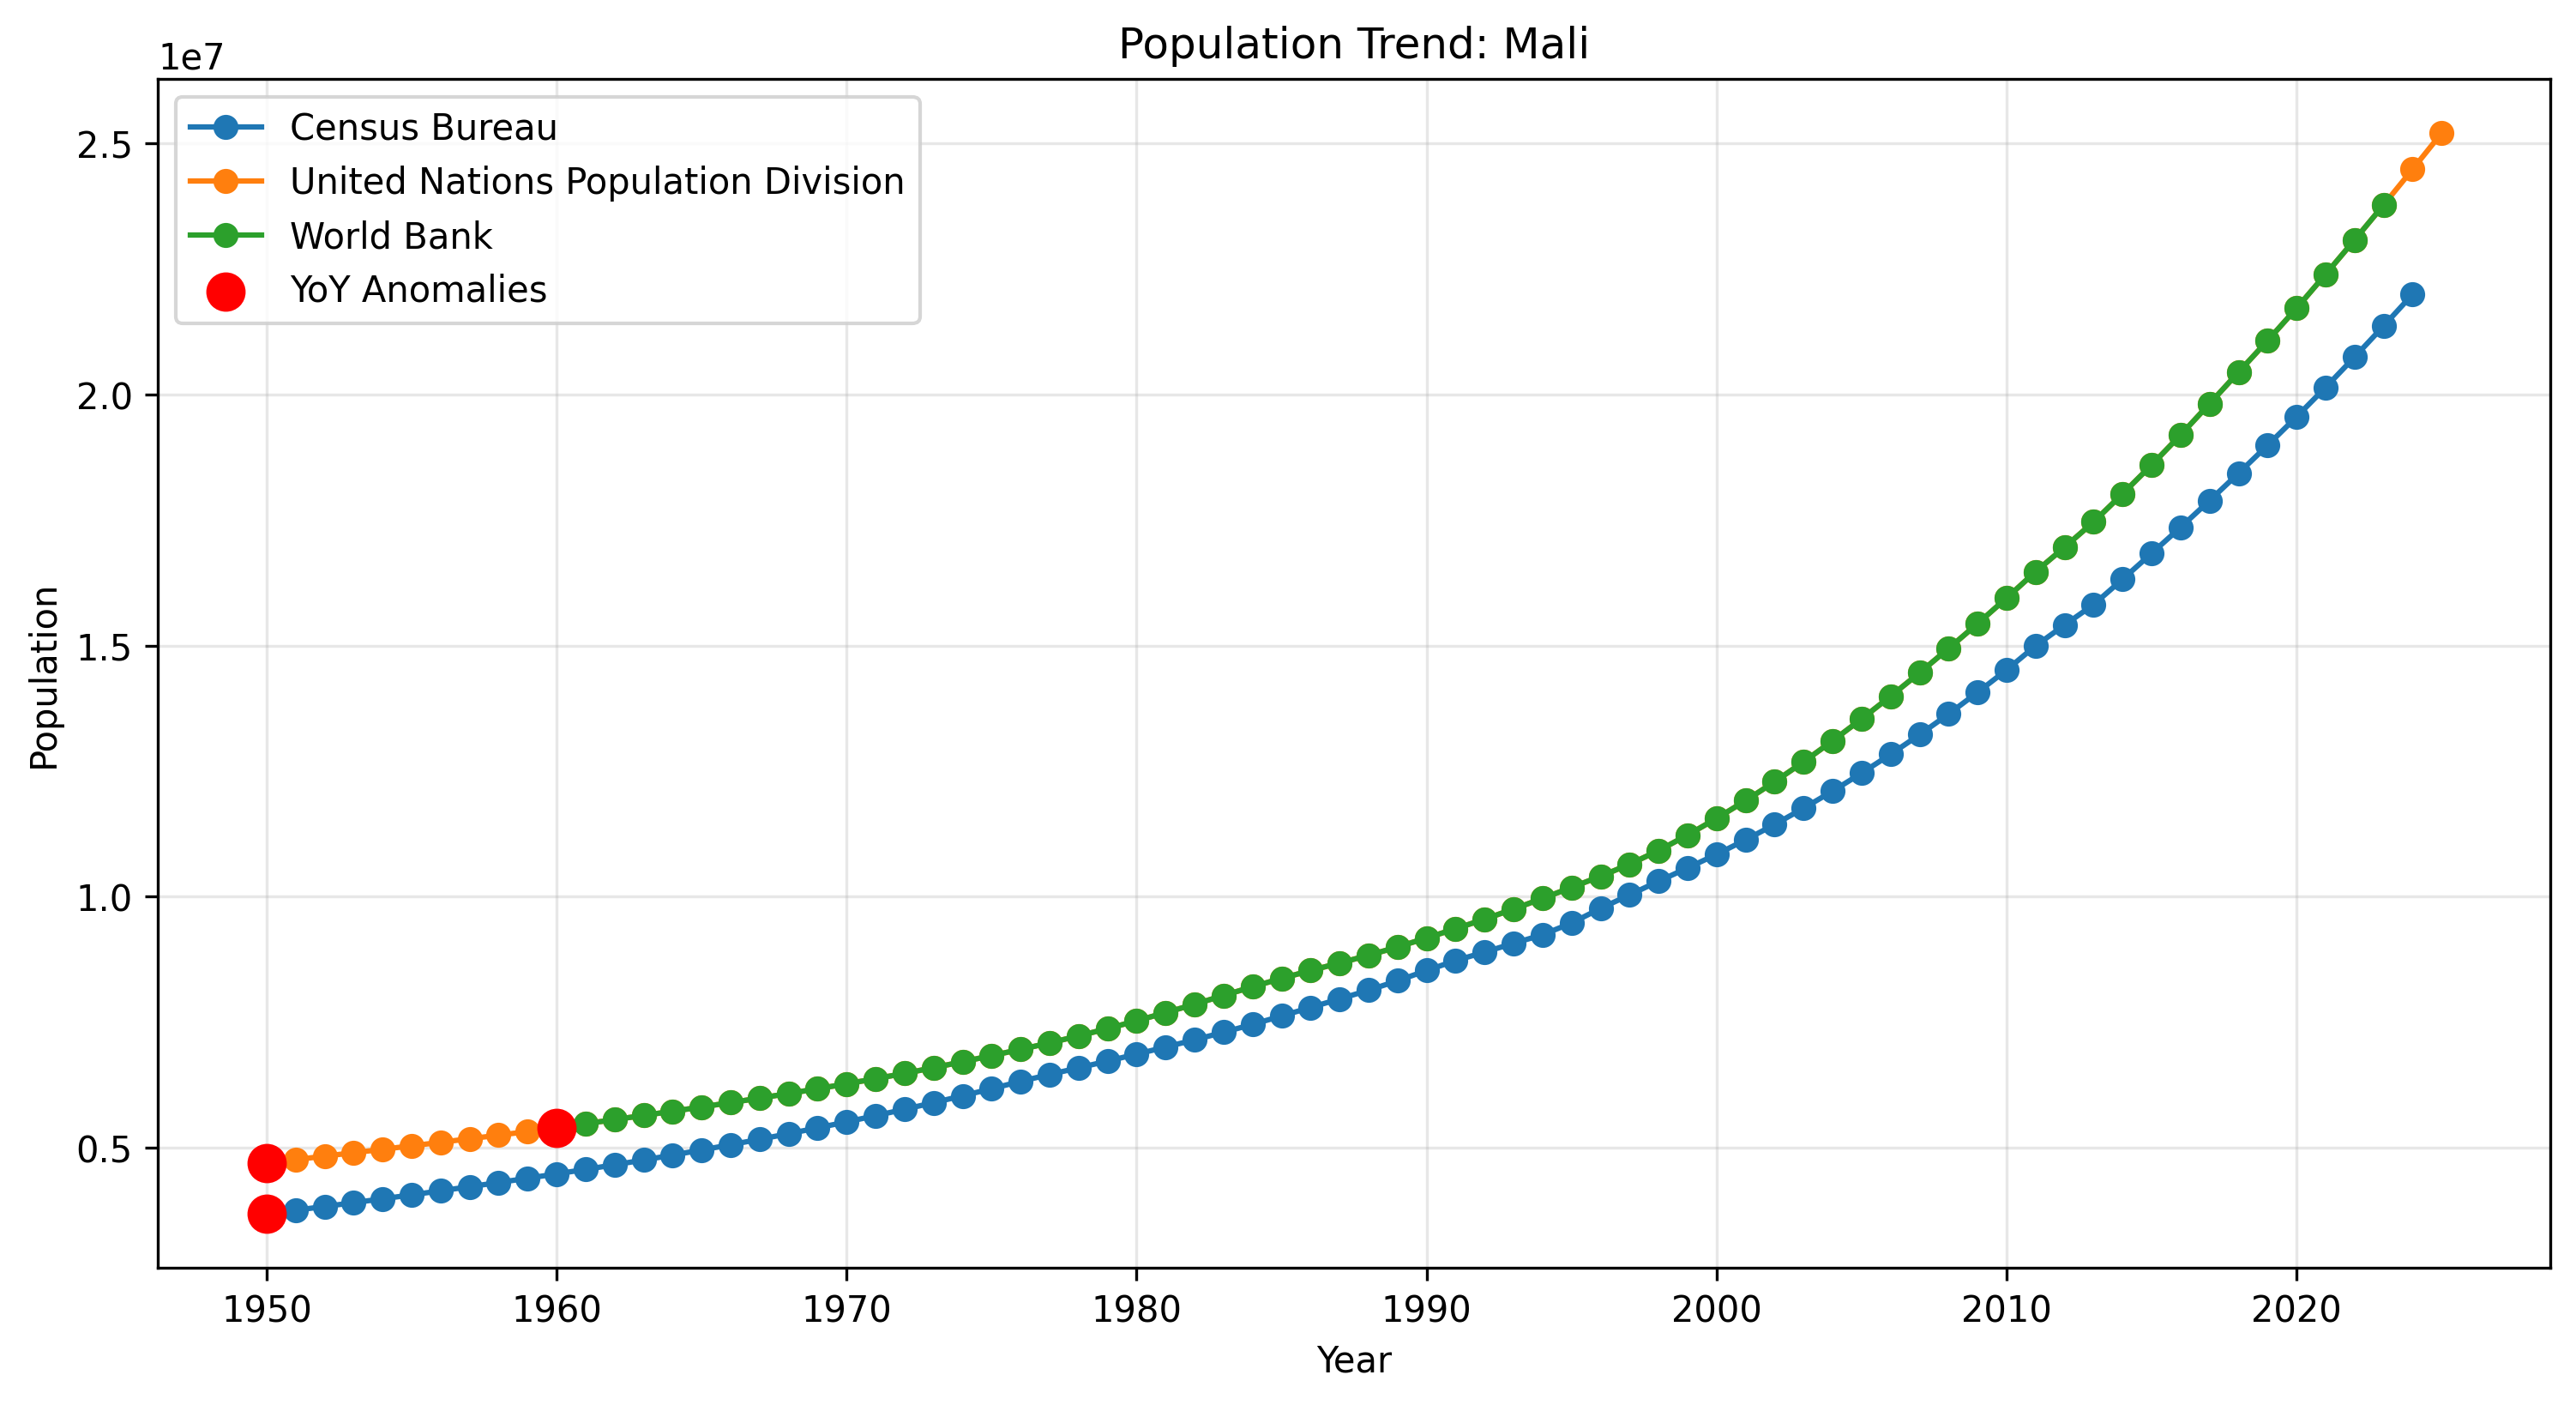 Population Trend: Mali
1e7
Census Bureau
United Nations Population Division
World Bank
YoY Anomalies
2.5
2.0
1.5
1.0
0.5
Population
1950 1960 1970 1980 1990 2000 2010 2020
Year